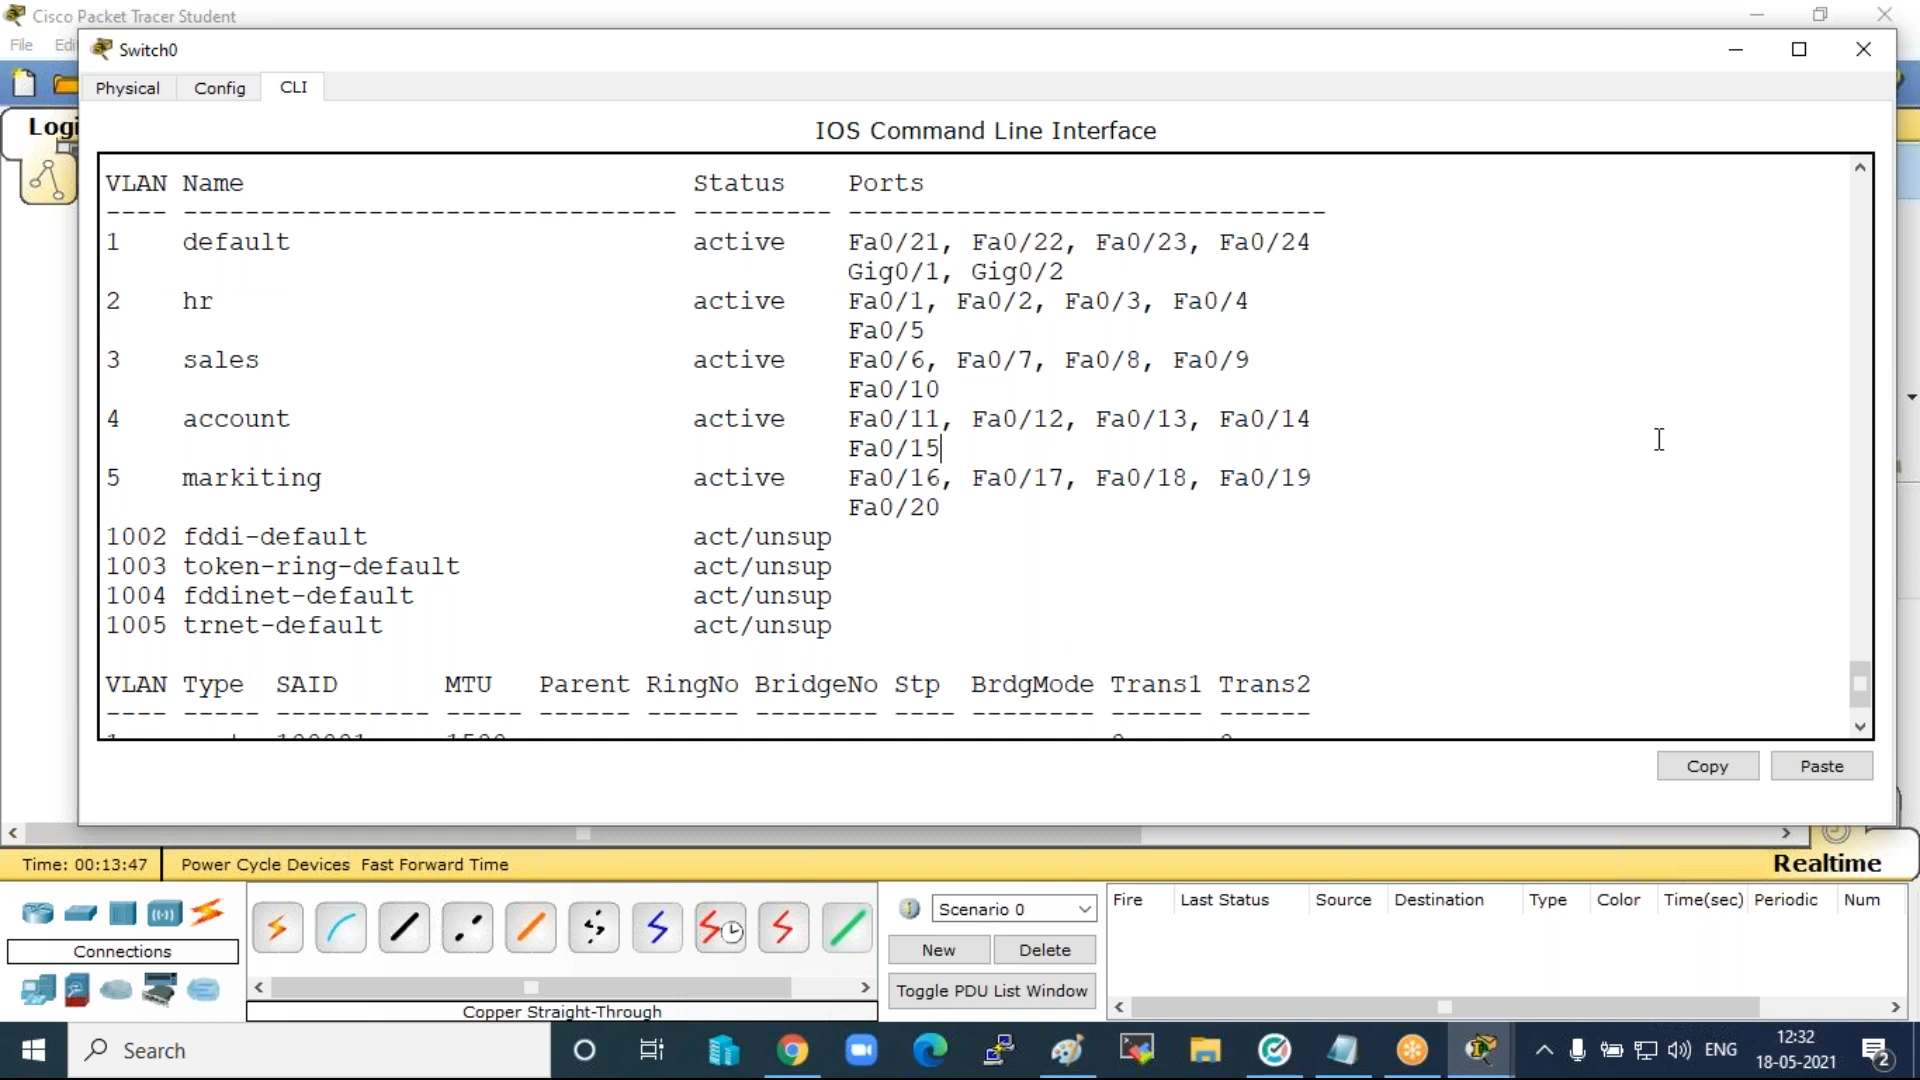 Cisco Packet Tracer Student
File Edi
Switch0
Physical Config CLI
Logi
IOS Command Line Interface
VLAN Name Status Ports
---- -------------------------------- --------- -------------------------------
1 default active Fa0/21, Fa0/22, Fa0/23, Fa0/24
Gig0/1, Gig0/2
2 hr active Fa0/1, Fa0/2, Fa0/3, Fa0/4
Fa0/5
3 sales active Fa0/6, Fa0/7, Fa0/8, Fa0/9
Fa0/10
4 account active Fa0/11, Fa0/12, Fa0/13, Fa0/14
Fa0/15
5 markiting active Fa0/16, Fa0/17, Fa0/18, Fa0/19
Fa0/20
1002 fddi-default act/unsup
1003 token-ring-default act/unsup
1004 fddinet-default act/unsup
1005 trnet-default act/unsup
VLAN Type SAID MTU Parent RingNo BridgeNo Stp BrdgMode Trans1 Trans2
---- ----- ---------- ----- ------ ------ -------- ---- -------- ------ ------
Copy Paste
Time: 00:13:47 Power Cycle Devices Fast Forward Time Realtime
Scenario 0
Fire Last Status Source Destination Type Color Time(sec) Periodic Num
New Delete
Connections
Toggle PDU List Window
Copper Straight-Through
Search
ENG
12:32
18-05-2021
2